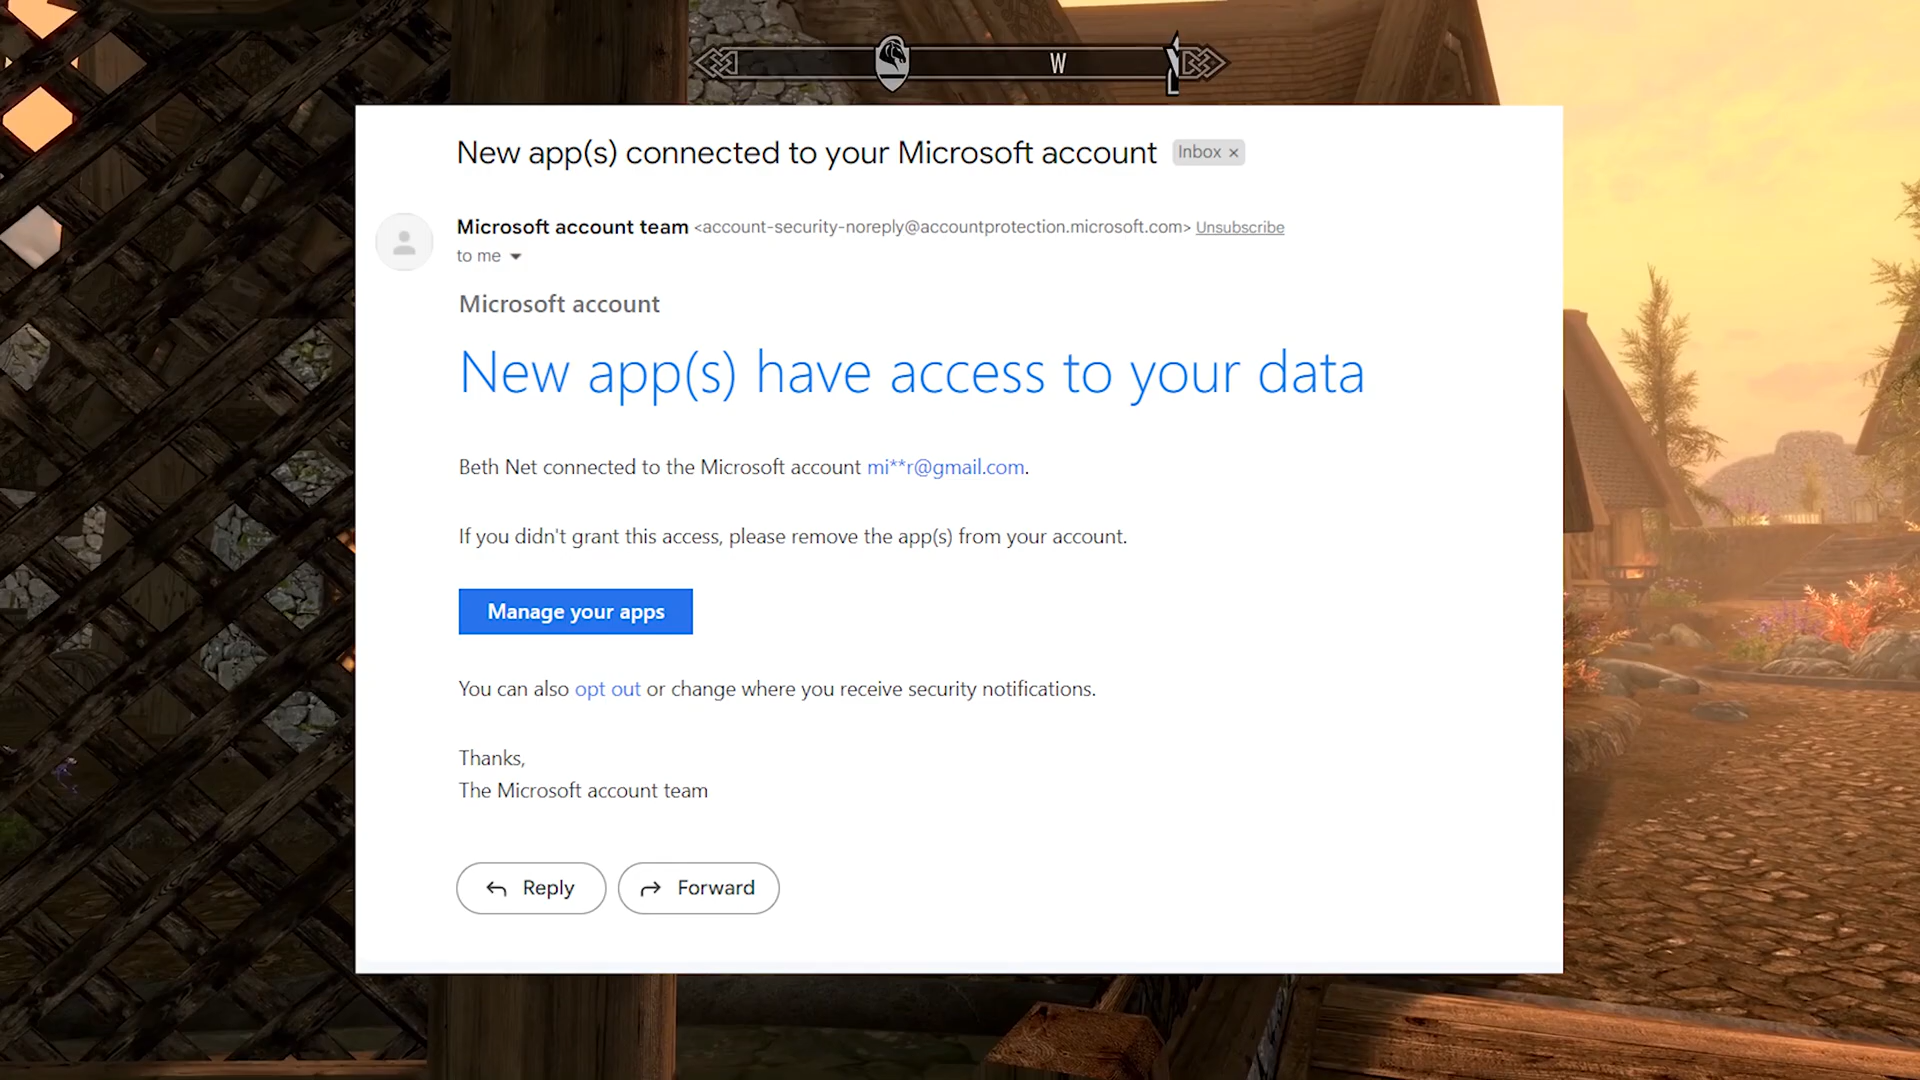 W
New app(s) connected to your Microsoft account Inbox ×
Microsoft account team <account-security-noreply@accountprotection.microsoft.com> Unsubscribe
to me
Microsoft account
New app(s) have access to your data
Beth Net connected to the Microsoft account mi**r@gmail.com.
If you didn't grant this access, please remove the app(s) from your account.
Manage your apps
You can also opt out or change where you receive security notifications.
Thanks,
The Microsoft account team
Reply Forward